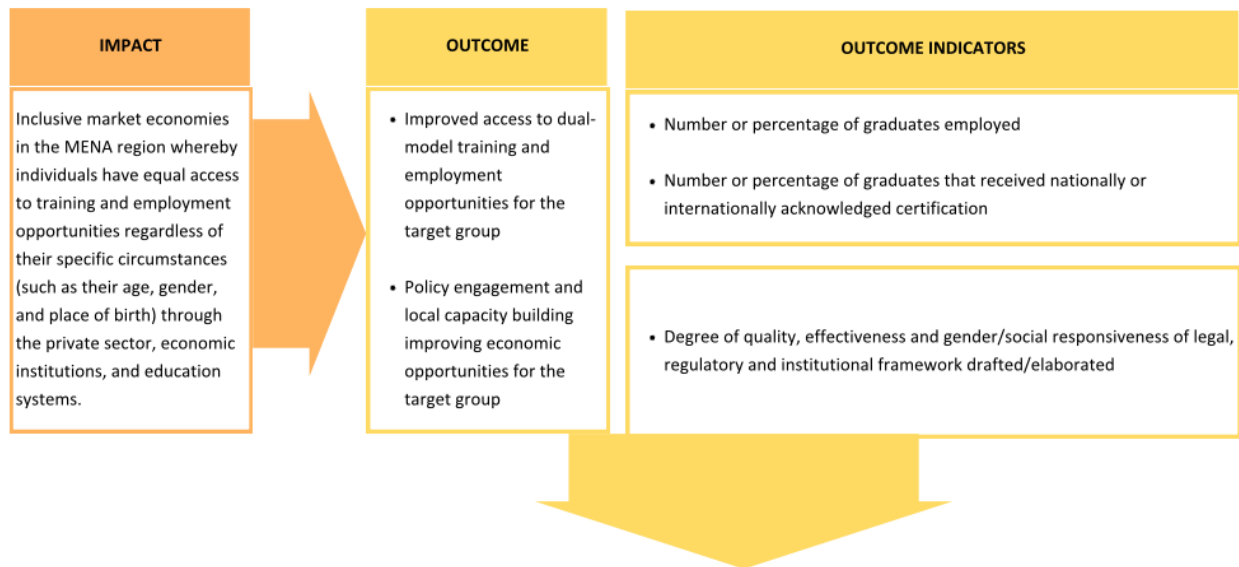 IMPACT
Inclusive market economies
in the MENA region whereby
individuals have equal access
to training and employment
opportunities regardless of
their specific circumstances
(such as their age, gender,
and place of birth) through
the private sector, economic
institutions, and education
systems.
OUTCOME
• Improved access to dual-
model training and
employment
opportunities for the
target group
• Policy engagement and
local capacity building
improving economic
opportunities for the
target group
OUTCOME INDICATORS
• Number or percentage of graduates employed
• Number or percentage of graduates that received nationally or
internationally acknowledged certification
• Degree of quality, effectiveness and gender/social responsiveness of legal,
regulatory and institutional framework drafted/elaborated